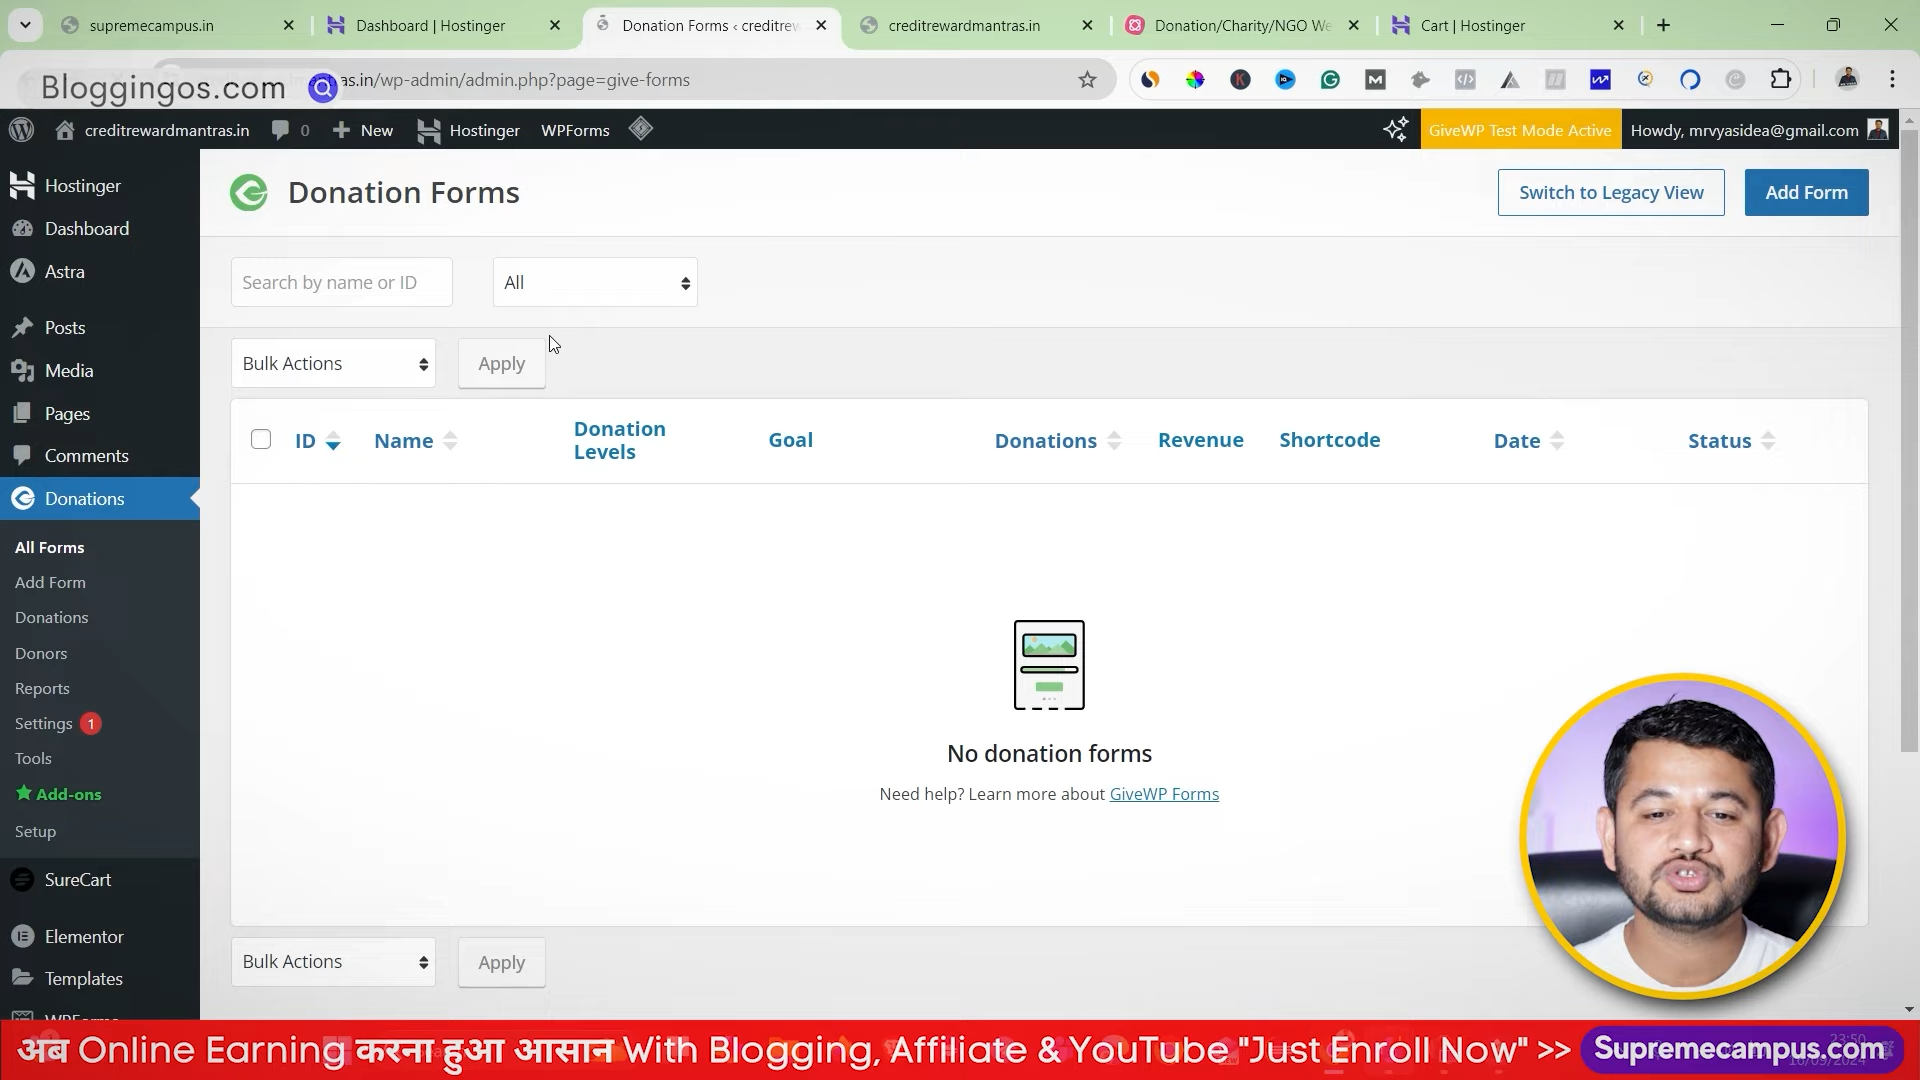 supremecampus.in
Dashboard | Hostinger
Donation Forms ‹ creditrew
creditrewardmantras.in
Donation/Charity/NGO We
Cart | Hostinger
Bloggingos.com
as.in/wp-admin/admin.php?page=give-forms
creditrewardmantras.in
0
New
Hostinger
WPForms
GiveWP Test Mode Active
Howdy, mrvyasidea@gmail.com
Hostinger
Dashboard
Astra
Posts
Media
Pages
Comments
Donations
All Forms
Add Form
Donations
Donors
Reports
Settings 1
Tools
Add-ons
Setup
SureCart
Elementor
Templates
WPForms
Donation Forms
Switch to Legacy View
Add Form
Search by name or ID
All
Bulk Actions
Apply
ID
Name
Donation
Levels
Goal
Donations
Revenue
Shortcode
Date
Status
No donation forms
Need help? Learn more about GiveWP Forms
Bulk Actions
Apply
अब Online Earning करना हुआ आसान With Blogging, Affiliate & YouTube "Just Enroll Now" >>
Supremecampus.com